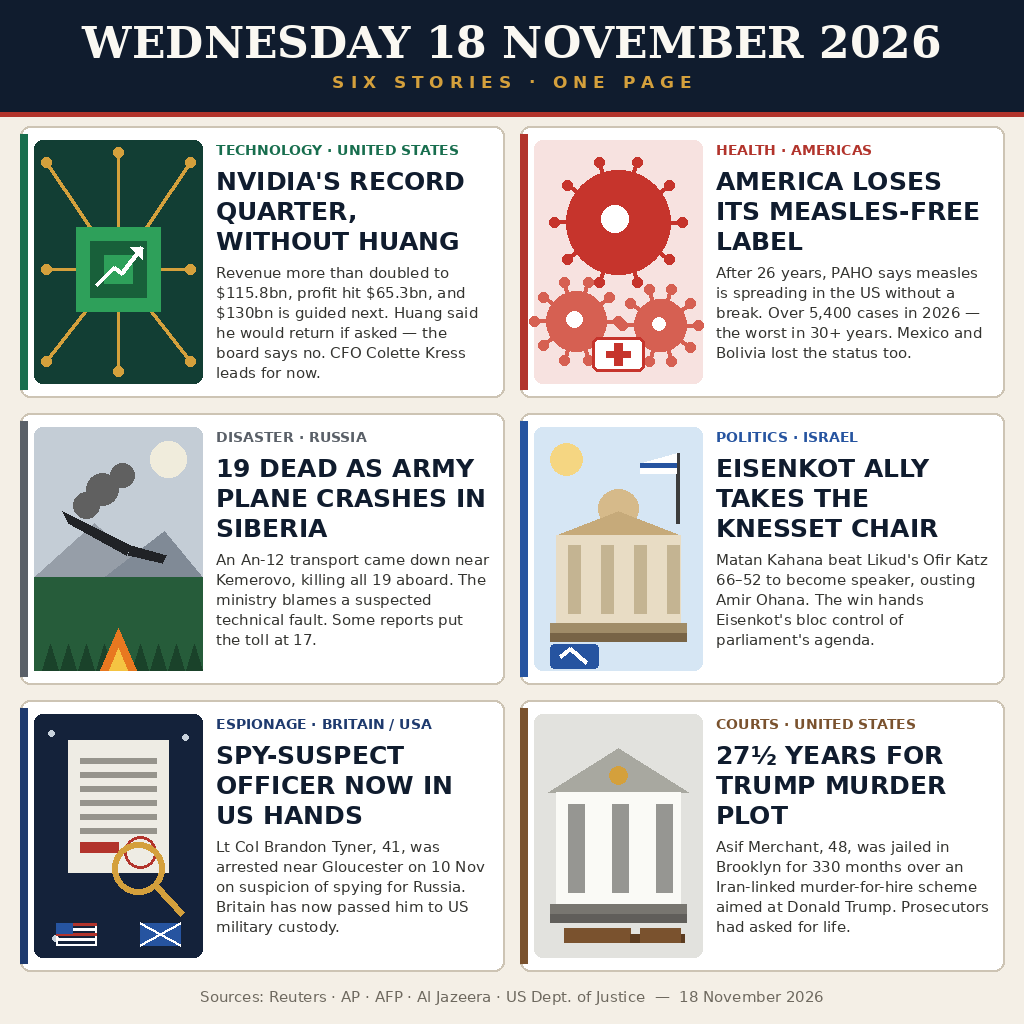 WEDNESDAY 18 NOVEMBER 2026
SIX STORIES · ONE PAGE
TECHNOLOGY · UNITED STATES
NVIDIA'S RECORD
QUARTER,
WITHOUT HUANG
Revenue more than doubled to
$115.8bn, profit hit $65.3bn, and
$130bn is guided next. Huang said
he would return if asked — the
board says no. CFO Colette Kress
leads for now.
HEALTH · AMERICAS
AMERICA LOSES
ITS MEASLES-FREE
LABEL
After 26 years, PAHO says measles
is spreading in the US without a
break. Over 5,400 cases in 2026 —
the worst in 30+ years. Mexico and
Bolivia lost the status too.
DISASTER · RUSSIA
19 DEAD AS ARMY
PLANE CRASHES IN
SIBERIA
An An-12 transport came down near
Kemerovo, killing all 19 aboard. The
ministry blames a suspected
technical fault. Some reports put
the toll at 17.
POLITICS · ISRAEL
EISENKOT ALLY
TAKES THE
KNESSET CHAIR
Matan Kahana beat Likud's Ofir Katz
66–52 to become speaker, ousting
Amir Ohana. The win hands
Eisenkot's bloc control of
parliament's agenda.
ESPIONAGE · BRITAIN / USA
SPY-SUSPECT
OFFICER NOW IN
US HANDS
Lt Col Brandon Tyner, 41, was
arrested near Gloucester on 10 Nov
on suspicion of spying for Russia.
Britain has now passed him to US
military custody.
COURTS · UNITED STATES
27½ YEARS FOR
TRUMP MURDER
PLOT
Asif Merchant, 48, was jailed in
Brooklyn for 330 months over an
Iran-linked murder-for-hire scheme
aimed at Donald Trump. Prosecutors
had asked for life.
Sources: Reuters · AP · AFP · Al Jazeera · US Dept. of Justice — 18 November 2026